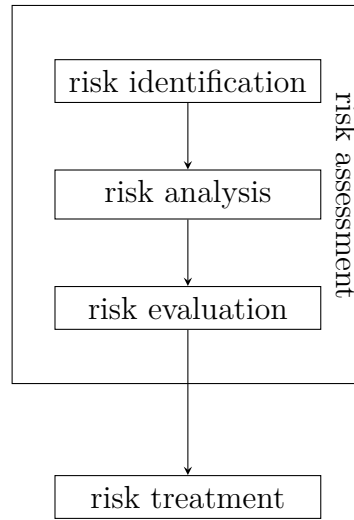 risk identification
risk analysis
risk evaluation
risk assessment
risk treatment